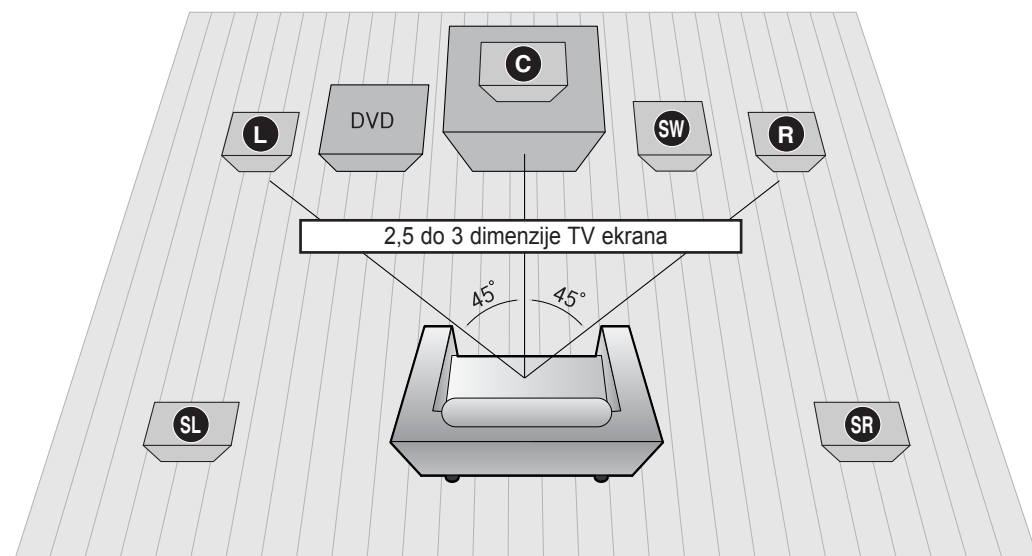 C
L
DVD
SW
R
2,5 do 3 dimenzije TV ekrana
45°
45°
SL
SR